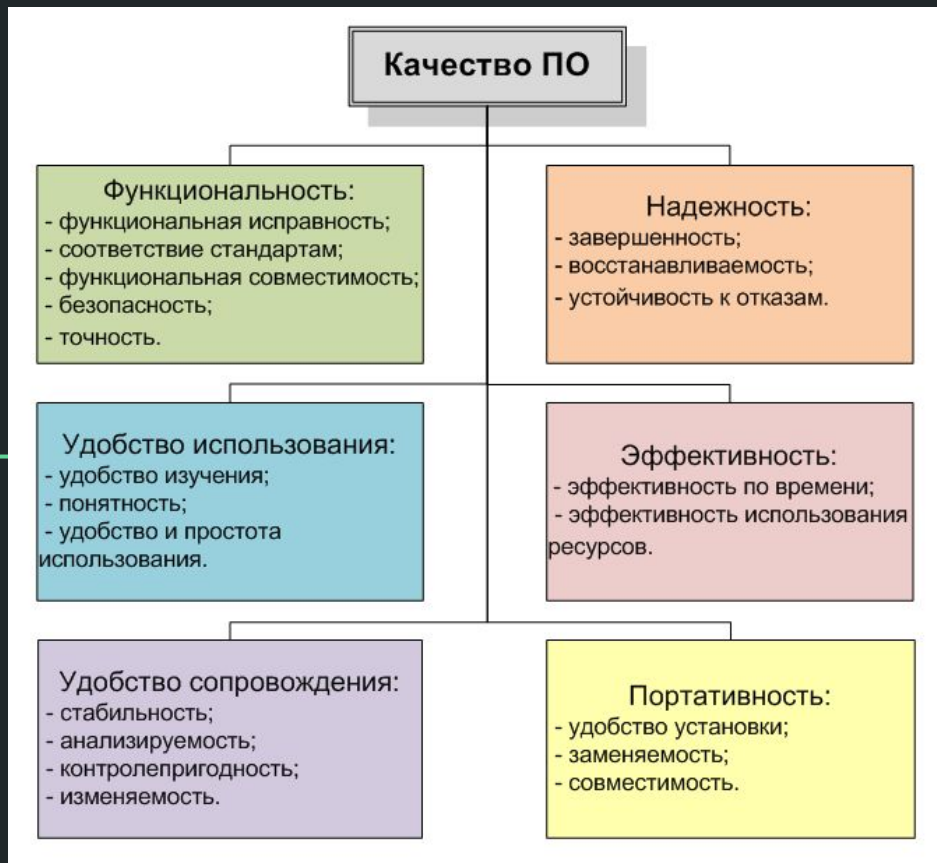 Качество ПО
Функциональность:
- функциональная исправность;
- соответствие стандартам;
- функциональная совместимость;
- безопасность;
- точность.
Надежность:
- завершенность;
- восстанавливаемость;
- устойчивость к отказам.
Удобство использования:
- удобство изучения;
- понятность;
- удобство и простота
использования.
Эффективность:
- эффективность по времени;
- эффективность использования
ресурсов.
Удобство сопровождения:
- стабильность;
- анализируемость;
- контролепригодность;
- изменяемость.
Портативность:
- удобство установки;
- заменяемость;
- совместимость.